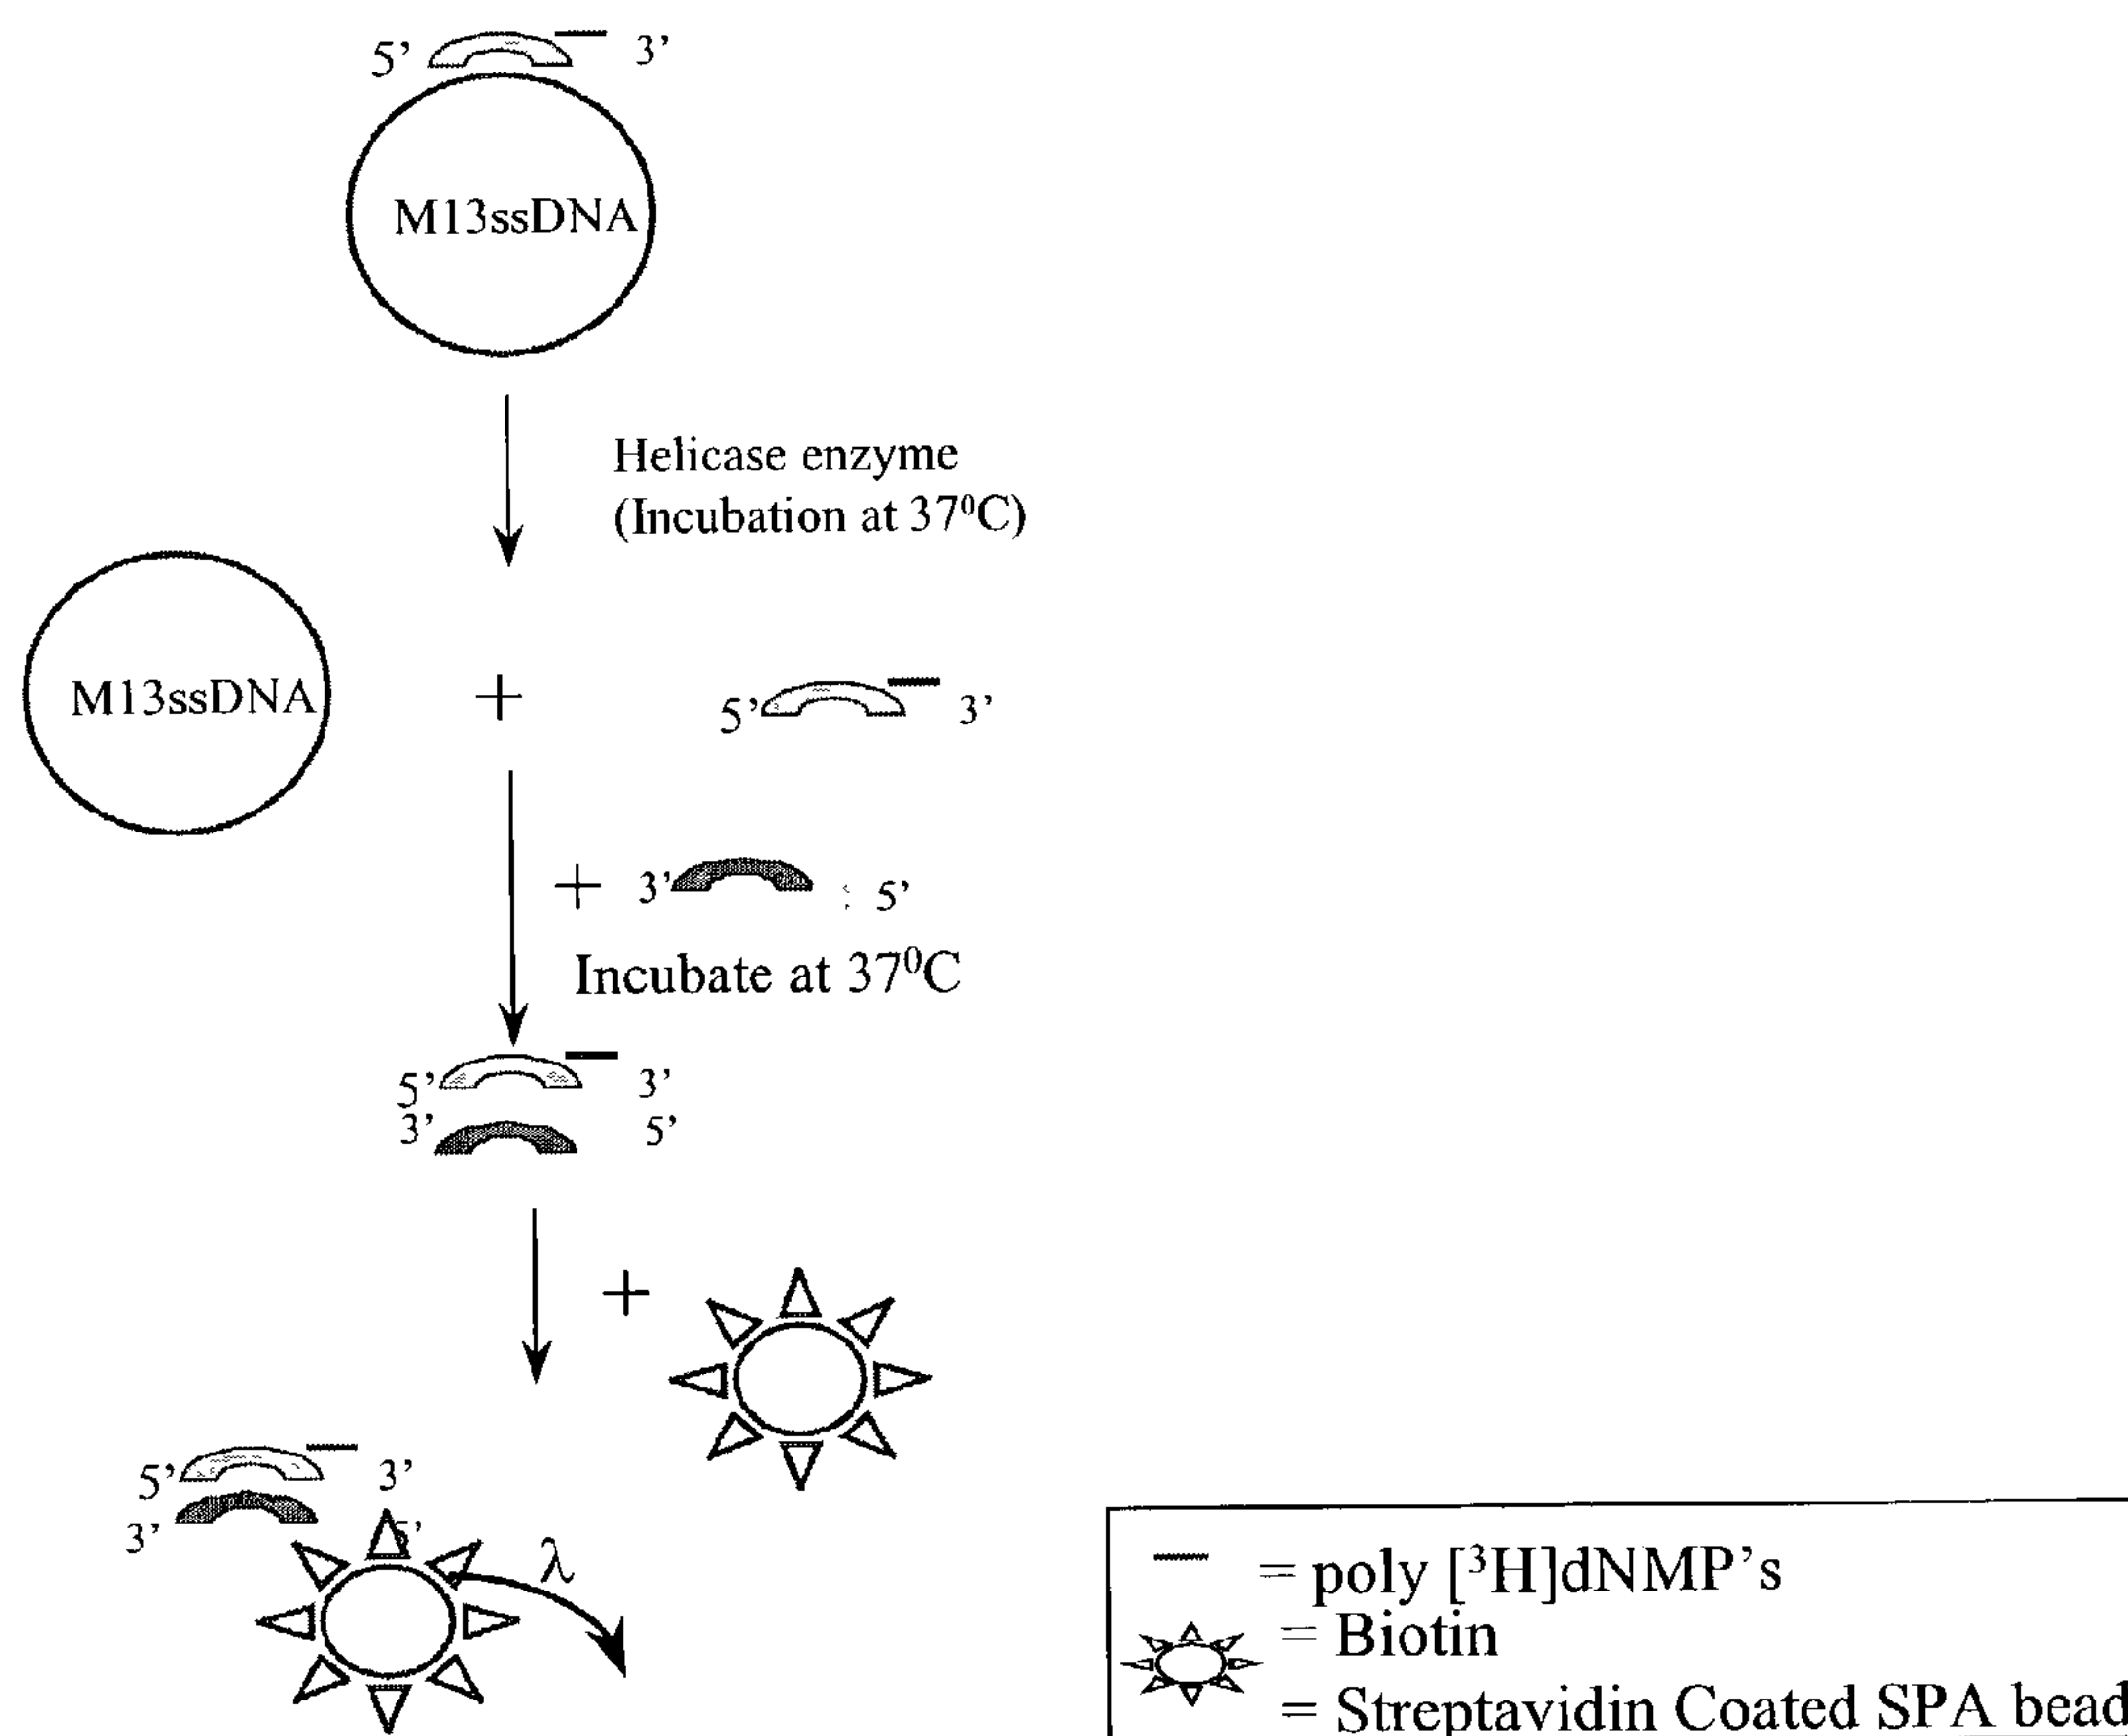 5’ 3’
M13ssDNA
Helicase enzyme
(Incubation at 37⁰C)
M13ssDNA + 5’ 3’
+ 3’ 5’
Incubate at 37⁰C
5’ 3’
3’ 5’
+
5’ 3’
3’ 5’
λ
= poly [³H]dNMP’s
= Biotin
= Streptavidin Coated SPA bead